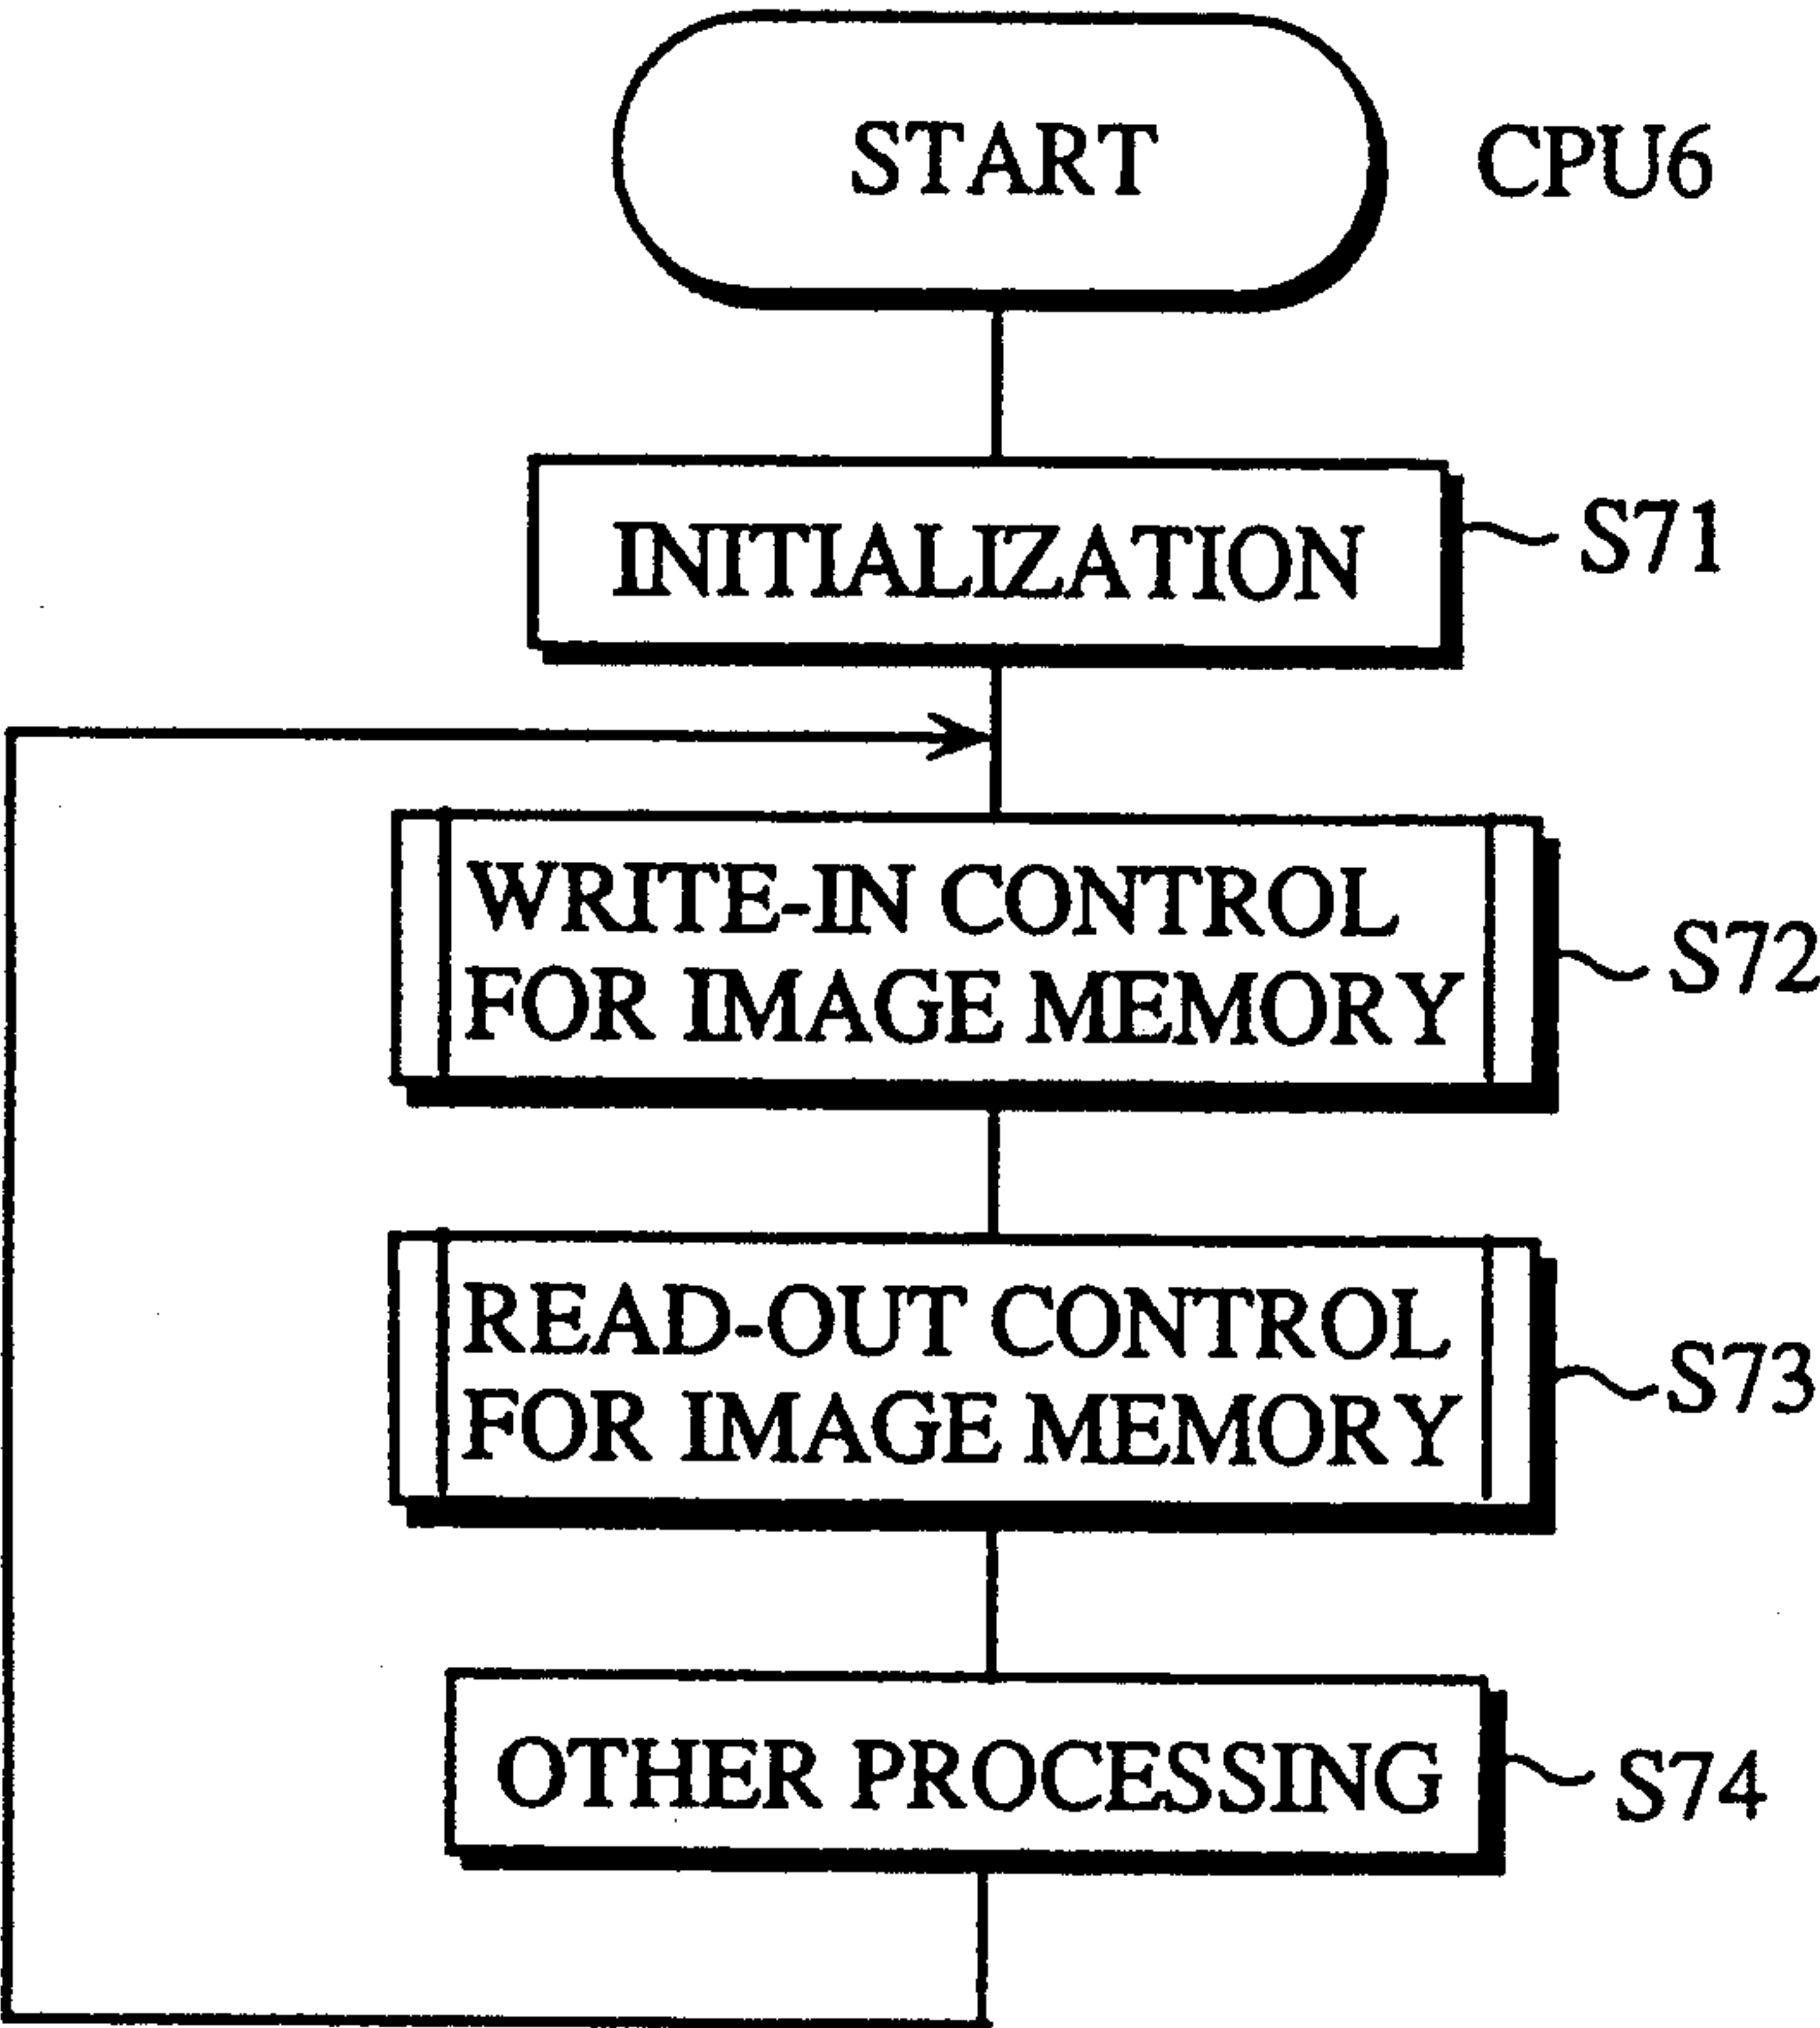 START
CPU6
INITIALIZATION
S71
WRITE-IN CONTROL
FOR IMAGE MEMORY
S72
READ-OUT CONTROL
FOR IMAGE MEMORY
S73
OTHER PROCESSING
S74